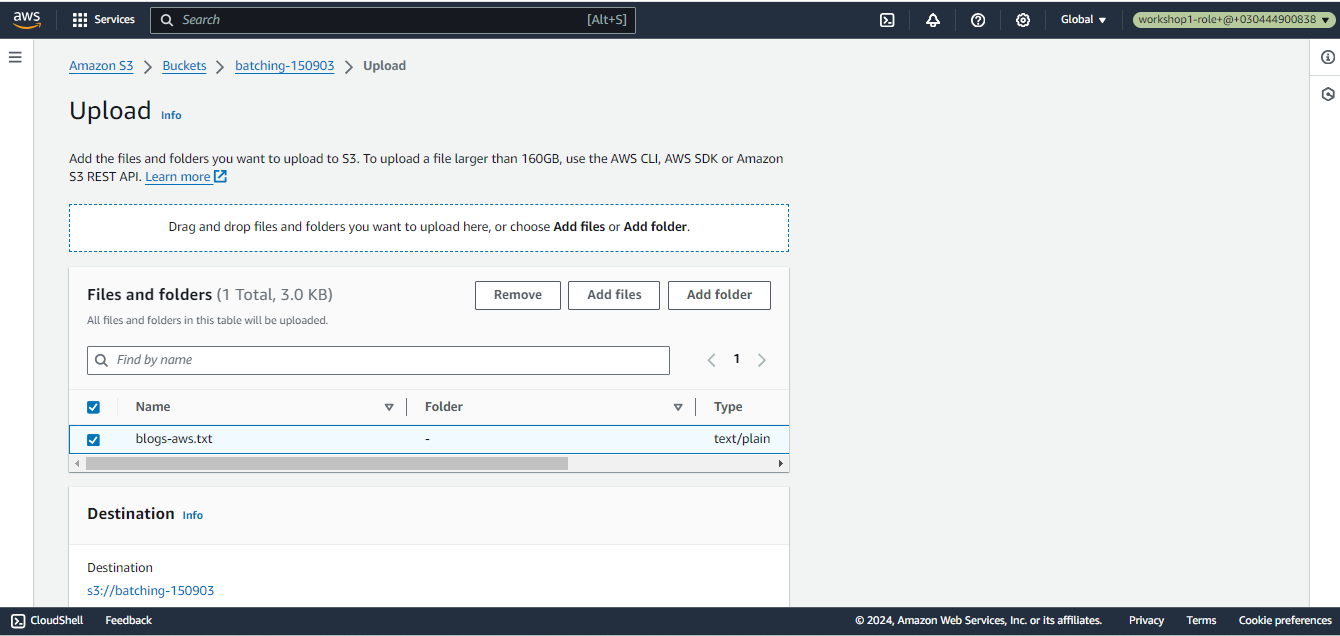 aws
Services
Search
[Alt+S]
Global
workshop1-role+@+030444900838
Amazon S3 > Buckets > batching-150903 > Upload
Upload Info
Add the files and folders you want to upload to S3. To upload a file larger than 160GB, use the AWS CLI, AWS SDK or Amazon
S3 REST API. Learn more
Drag and drop files and folders you want to upload here, or choose Add files or Add folder.
Files and folders (1 Total, 3.0 KB)
Remove
Add files
Add folder
All files and folders in this table will be uploaded.
Find by name
1
Name
Folder
Type
blogs-aws.txt
-
text/plain
Destination Info
Destination
s3://batching-150903
CloudShell
Feedback
© 2024, Amazon Web Services, Inc. or its affiliates.
Privacy
Terms
Cookie preferences